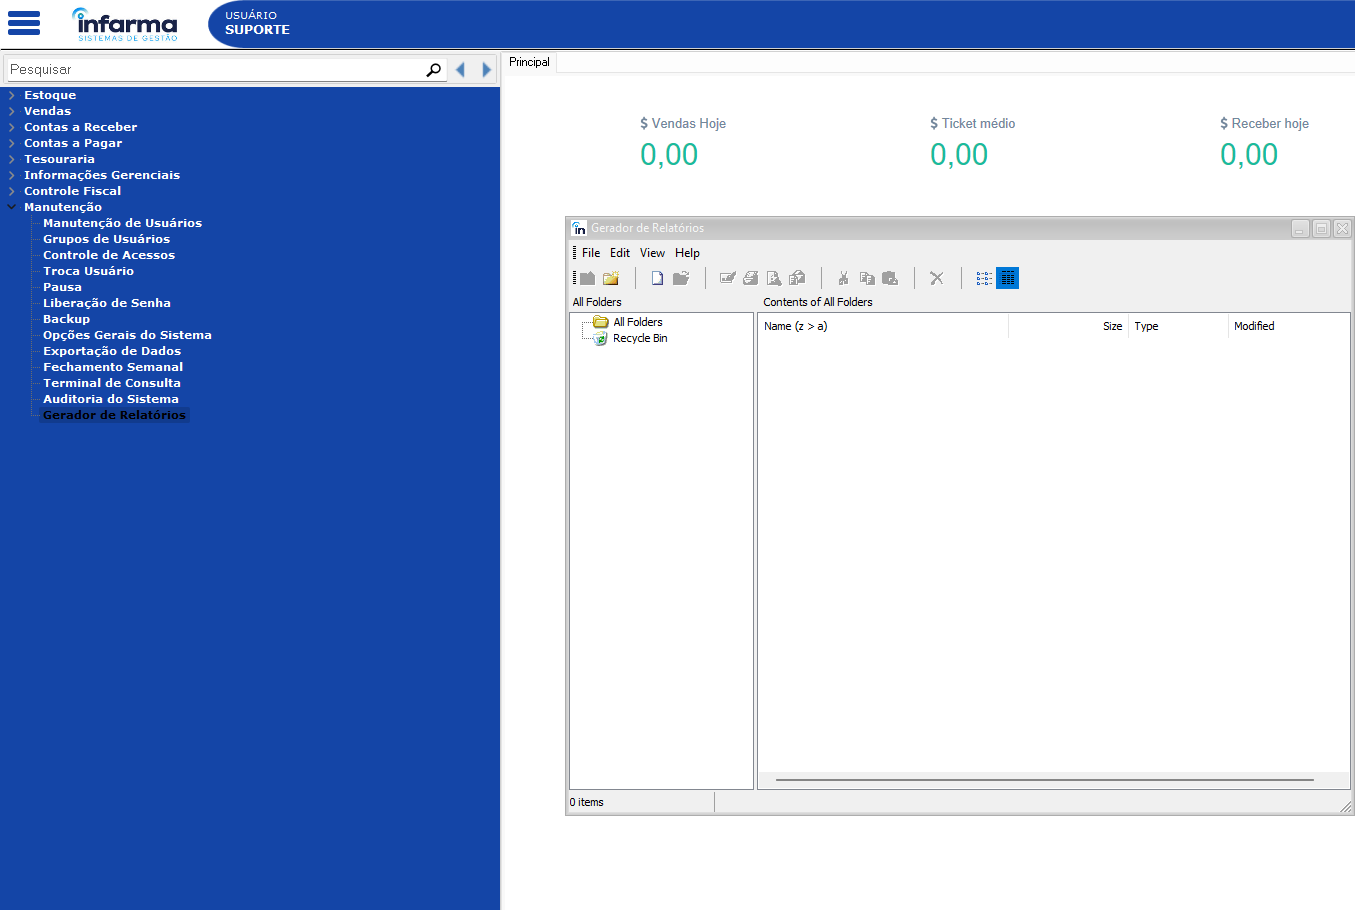 infarma
SISTEMAS DE GESTÃO
USUÁRIO
SUPORTE
Pesquisar
Estoque
Vendas
Contas a Receber
Contas a Pagar
Tesouraria
Informações Gerenciais
Controle Fiscal
Manutenção
Manutenção de Usuários
Grupos de Usuários
Controle de Acessos
Troca Usuário
Pausa
Liberação de Senha
Backup
Opções Gerais do Sistema
Exportação de Dados
Fechamento Semanal
Terminal de Consulta
Auditoria do Sistema
Gerador de Relatórios
Principal
$ Vendas Hoje
0,00
$ Ticket médio
0,00
$ Receber hoje
0,00
in Gerador de Relatórios
File Edit View Help
All Folders
Contents of All Folders
All Folders
Recycle Bin
Name (z > a) Size Type Modified
0 items